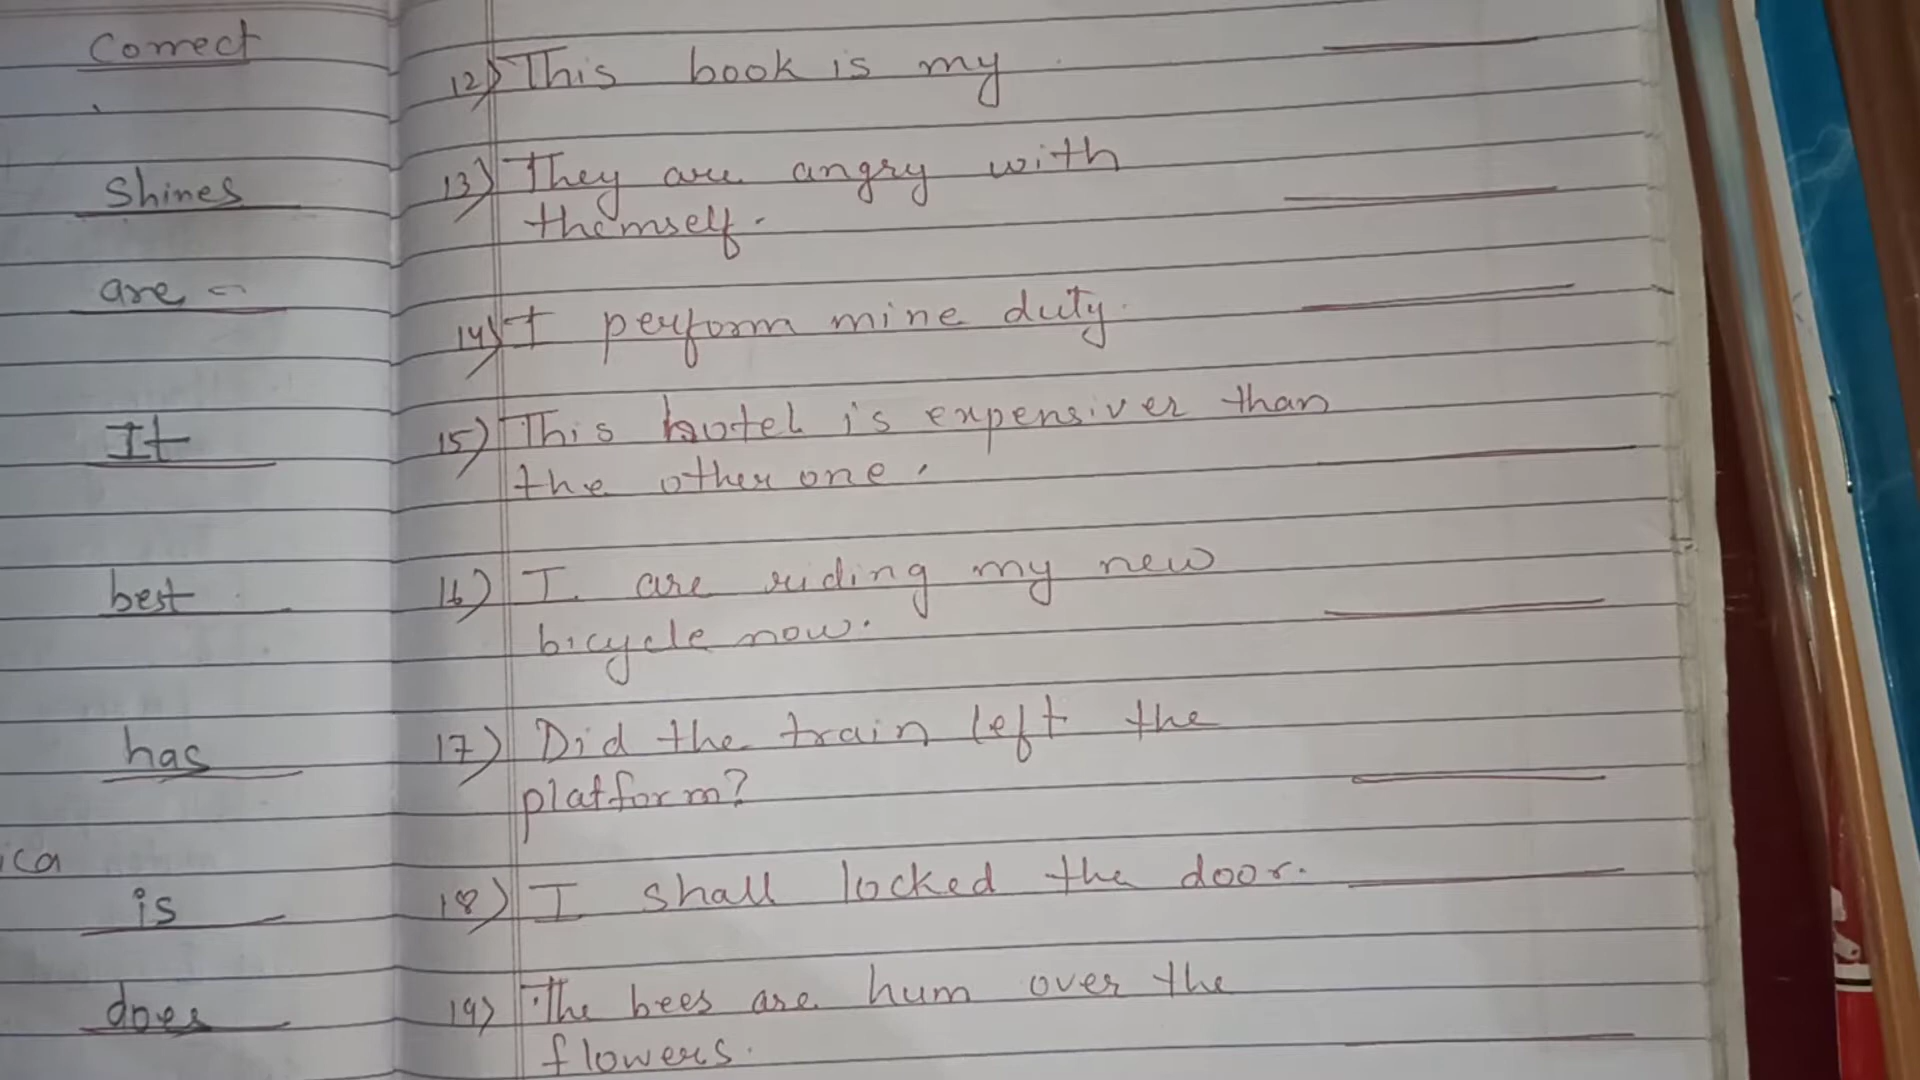 Correct
Shines
are
It
best
has
ica
is
does
12) This book is my
13) They are angry with
themself.
14) I perform mine duty.
15) This hotel is expensiver than
the other one.
16) I are riding my new
bicycle now.
17) Did the train left the
platform?
18) I shall locked the door.
19) The bees are hum over the
flowers.